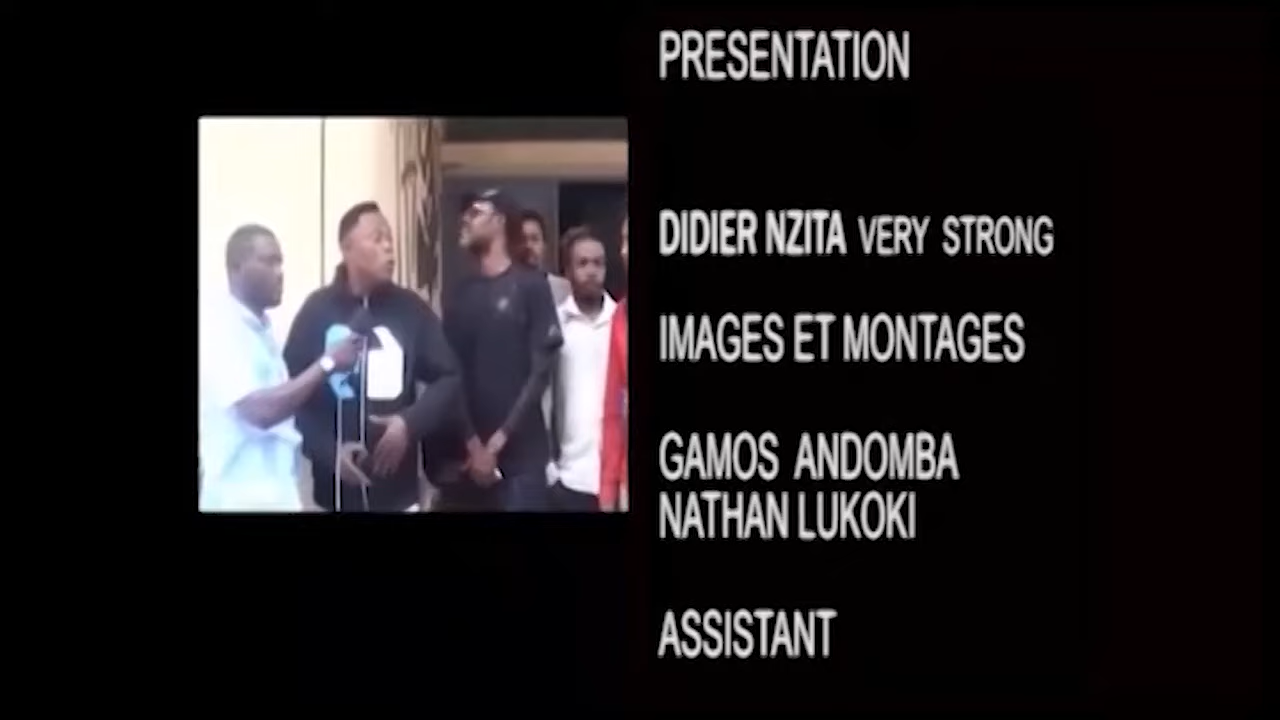 PRESENTATION
DIDIER NZITA VERY STRONG
IMAGES ET MONTAGES
GAMOS ANDOMBA
NATHAN LUKOKI
ASSISTANT